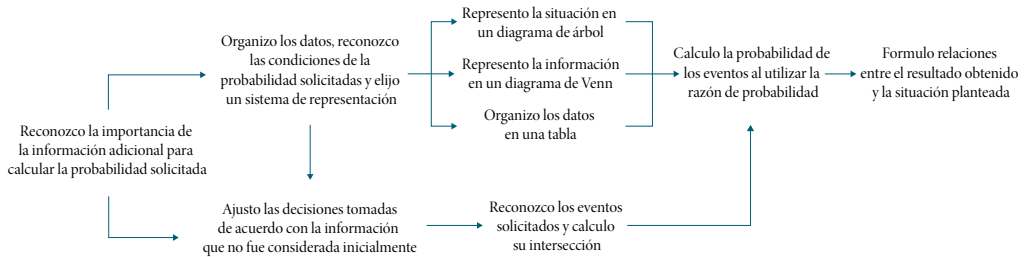 Reconozco la importancia de
la información adicional para
calcular la probabilidad solicitada
Organizo los datos, reconozco
las condiciones de la
probabilidad solicitadas y elijo
un sistema de representación
Ajusto las decisiones tomadas
de acuerdo con la información
que no fue considerada inicialmente
Represento la situación en
un diagrama de árbol
Represento la información
en un diagrama de Venn
Organizo los datos
en una tabla
Reconozco los eventos
solicitados y calculo
su intersección
Calculo la probabilidad de
los eventos al utilizar la
razón de probabilidad
Formulo relaciones
entre el resultado obtenido
y la situación planteada